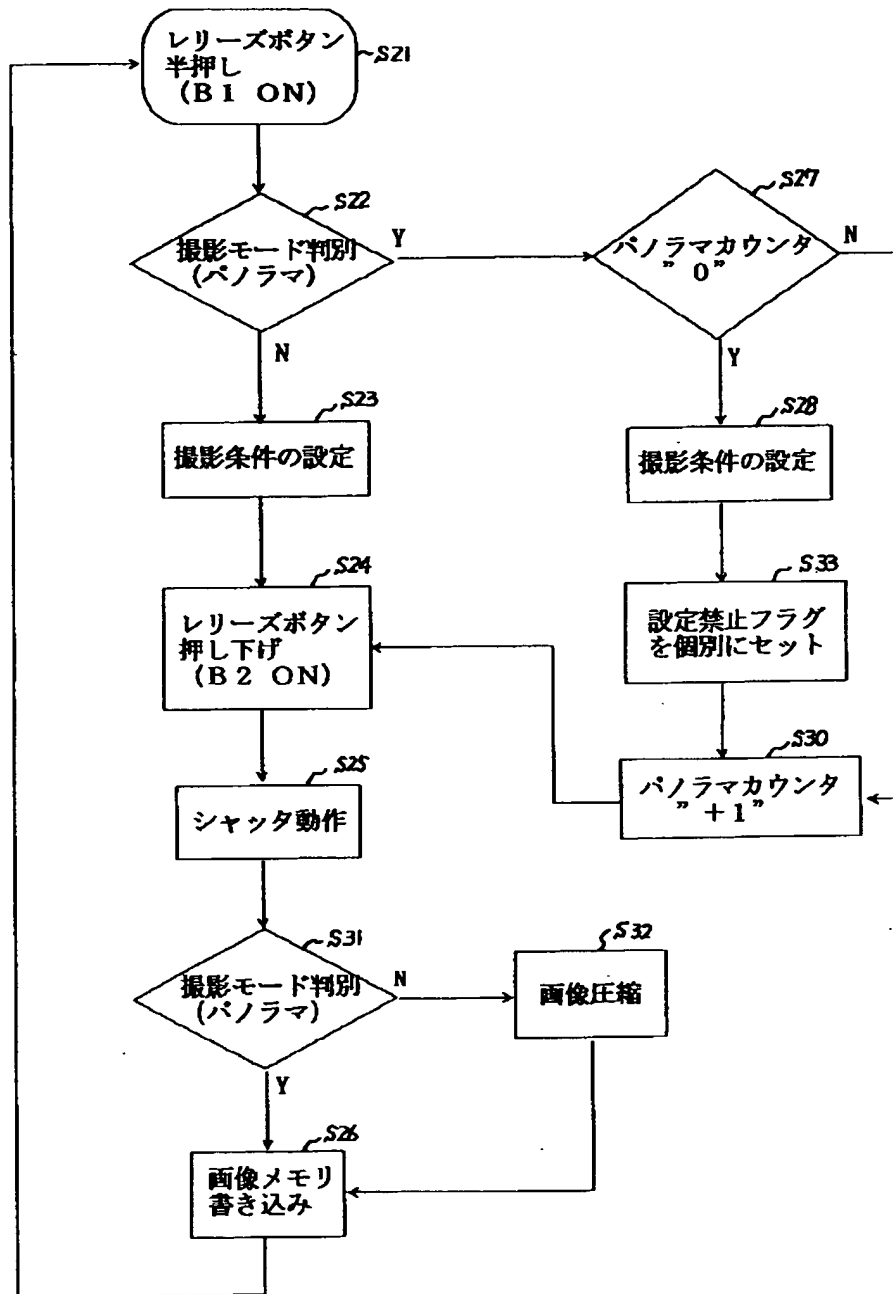 レリーズボタン
半押し
(B1 ON)
S21
S22
撮影モード判別
(パノラマ)
Y
N
S27
パノラマカウンタ
"0"
N
Y
S23
撮影条件の設定
S28
撮影条件の設定
S24
レリーズボタン
押し下げ
(B2 ON)
S33
設定禁止フラグ
を個別にセット
S25
シャッタ動作
S30
パノラマカウンタ
"+1"
S31
撮影モード判別
(パノラマ)
N
Y
S32
画像圧縮
S26
画像メモリ
書き込み